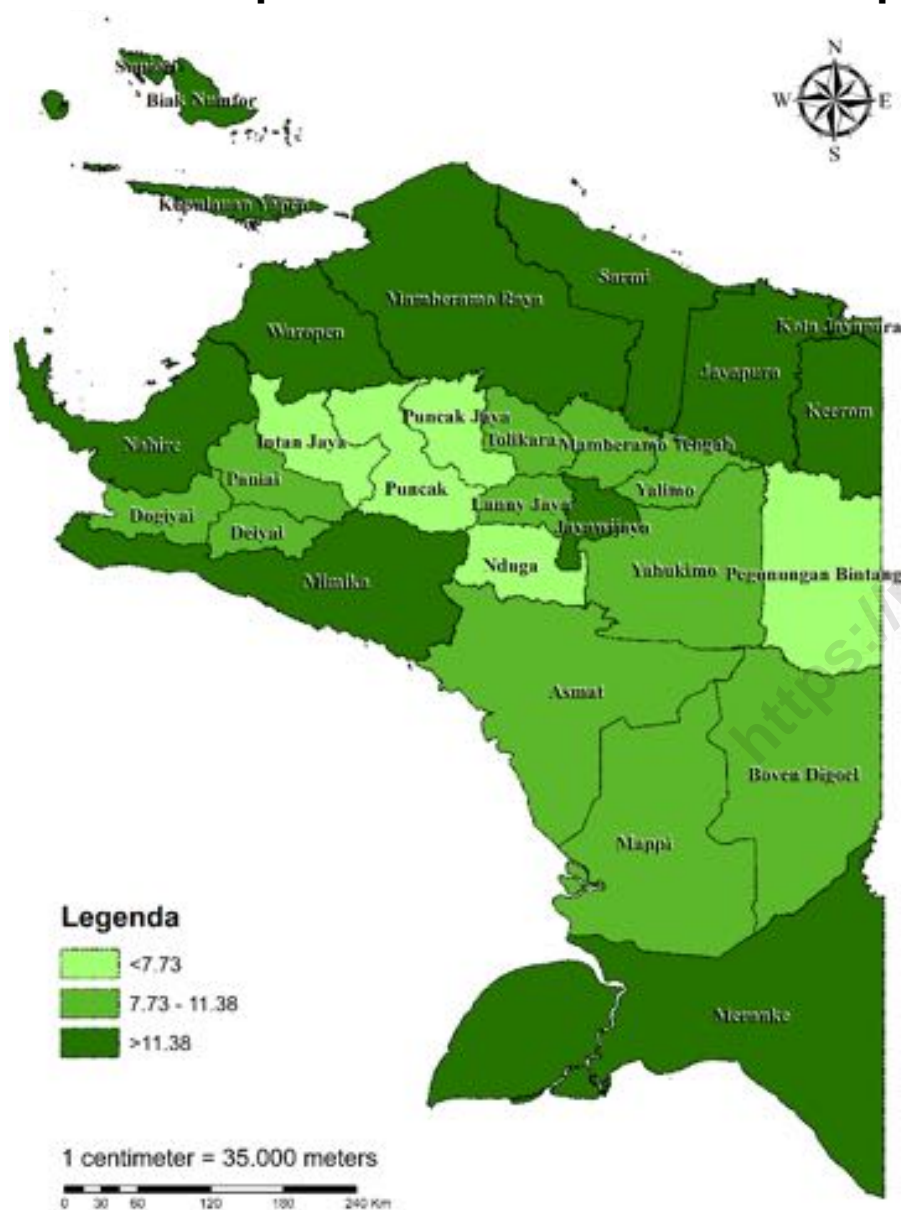 N
W E
S
Supiori
Biak Numfor
Kepulauan Yapen
Sarmi
Mamberamo Raya
Waropen
Kota Jayapura
Jayapura
Keerom
Puncak Jaya
Intan Jaya
Tolikara
Mamberamo Tengah
Nabire
Paniai
Puncak
Yalimo
Lanny Jaya
Dogiyai
Jayawijaya
Deiyai
Nduga
Yahukimo
Pegunungan Bintang
Mimika
Asmat
Boven Digoel
Mappi
Merauke
https://
Legenda
<7.73
7.73 - 11.38
>11.38
1 centimeter = 35.000 meters
0 30 60 120 180 240 Km